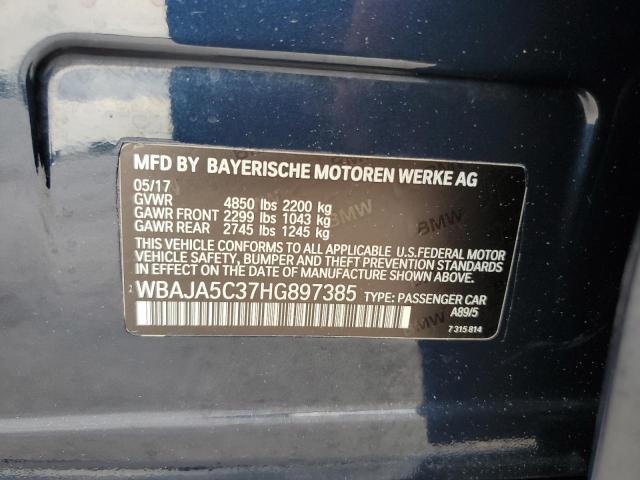 MFD BY BAYERISCHE MOTOREN WERKE AG
05/17
GVWR 4850 lbs 2200 kg
GAWR FRONT 2299 lbs 1043 kg
GAWR REAR 2745 lbs 1245 kg
THIS VEHICLE CONFORMS TO ALL APPLICABLE U.S.FEDERAL MOTOR
VEHICLE SAFETY, BUMPER AND THEFT PREVENTION STANDARDS
IN EFFECT ON THE DATE OF MANUFACTURE SHOWN ABOVE.
WBAJA5C37HG897385 TYPE: PASSENGER CAR
A89/5
7 315 814
BMW
BMW
BMW